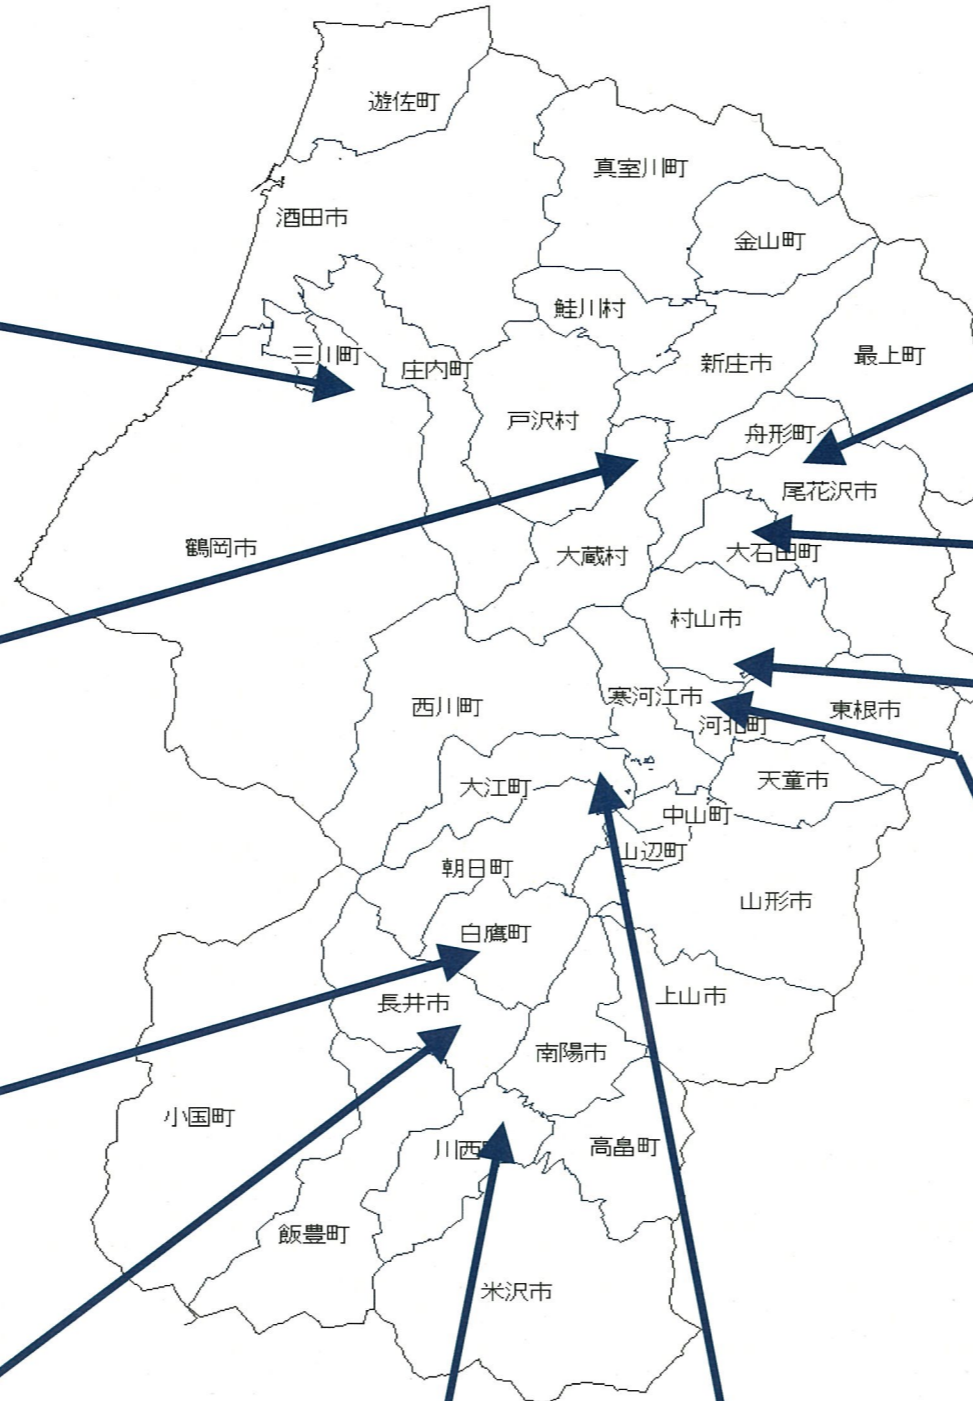 遊佐町
真室川町
酒田市
金山町
鮭川村
三川町
庄内町
新庄市
最上町
戸沢村
舟形町
尾花沢市
鶴岡市
大蔵村
大石田町
村山市
西川町
寒河江市
河北町
東根市
大江町
天童市
中山町
朝日町
山辺町
山形市
白鷹町
長井市
上山市
南陽市
小国町
川西
高畠町
飯豊町
米沢市